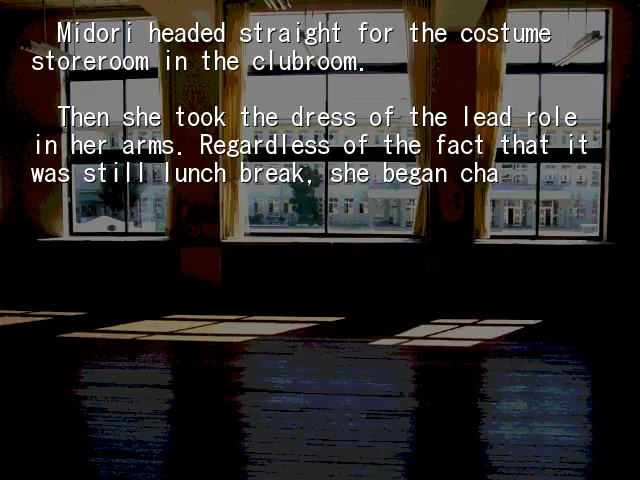 Midori headed straight for the costume
storeroom in the clubroom.
Then she took the dress of the lead role
in her arms. Regardless of the fact that it
was still lunch break, she began cha